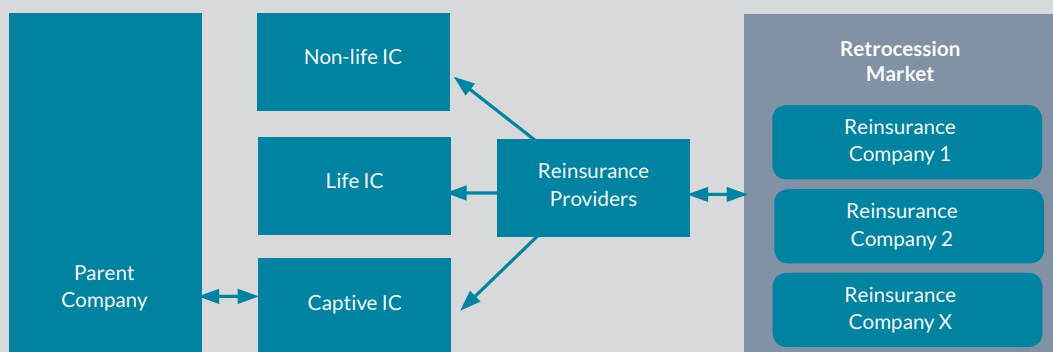 Non-life IC
Life IC
Parent
Company
Captive IC
Reinsurance
Providers
Retrocession
Market
Reinsurance
Company 1
Reinsurance
Company 2
Reinsurance
Company X